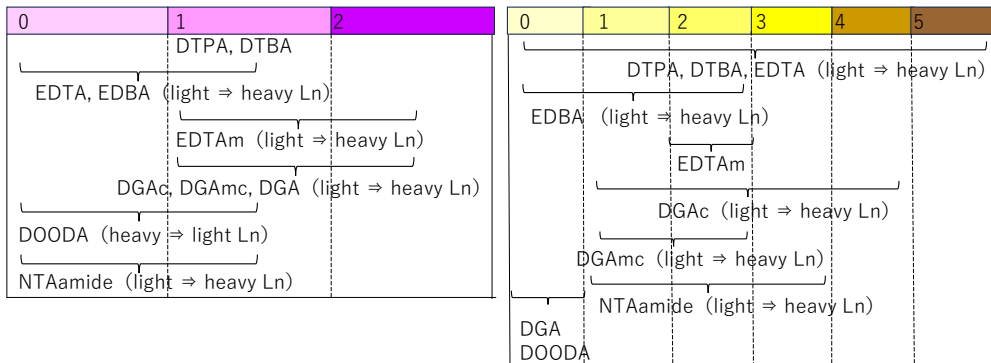 0 1 2
DTPA, DTBA
EDTA, EDBA (light ⇒ heavy Ln)
EDTAm (light ⇒ heavy Ln)
DGAc, DGAmc, DGA (light ⇒ heavy Ln)
DOODA (heavy ⇒ light Ln)
NTAamide (light ⇒ heavy Ln)
0 1 2 3 4 5
DTPA, DTBA, EDTA (light ⇒ heavy Ln)
EDBA (light ⇒ heavy Ln)
EDTAm
DGAc (light ⇒ heavy Ln)
DGAmc (light ⇒ heavy Ln)
NTAamide (light ⇒ heavy Ln)
DGA
DOODA